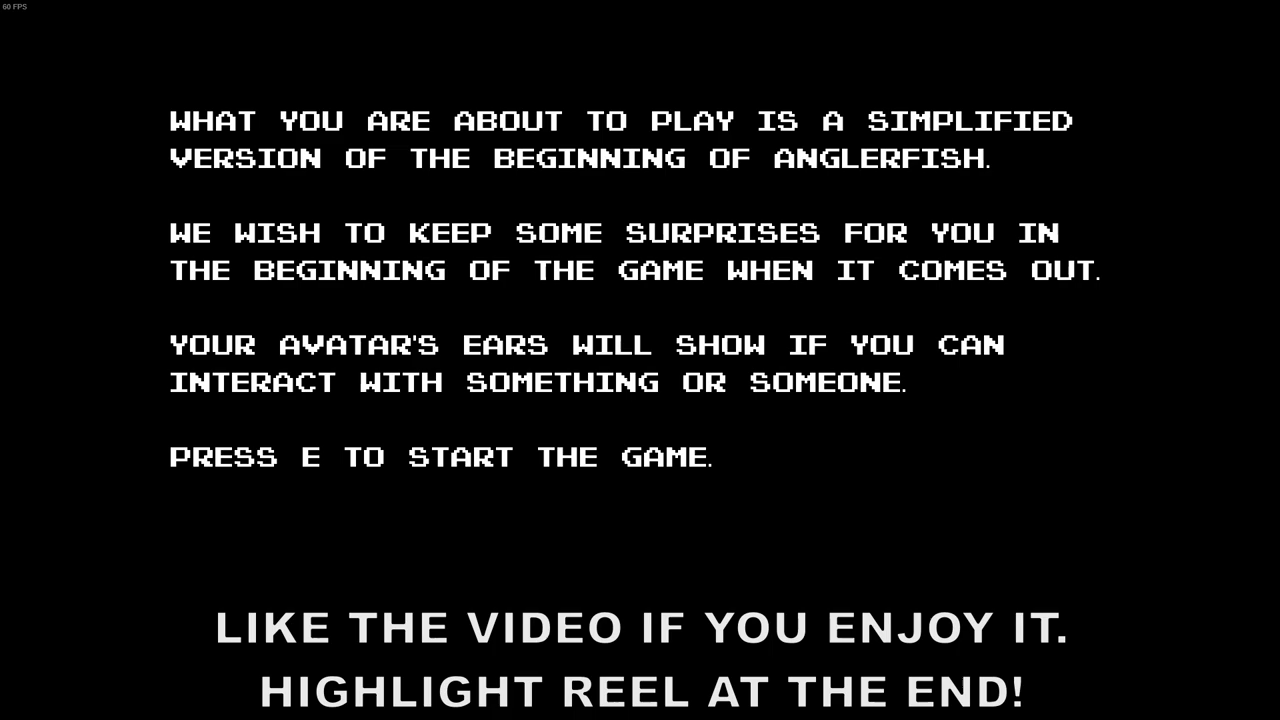 60 FPS
WHAT YOU ARE ABOUT TO PLAY IS A SIMPLIFIED
VERSION OF THE BEGINNING OF ANGLERFISH.
WE WISH TO KEEP SOME SURPRISES FOR YOU IN
THE BEGINNING OF THE GAME WHEN IT COMES OUT.
YOUR AVATAR'S EARS WILL SHOW IF YOU CAN
INTERACT WITH SOMETHING OR SOMEONE.
PRESS E TO START THE GAME.
LIKE THE VIDEO IF YOU ENJOY IT.
HIGHLIGHT REEL AT THE END!